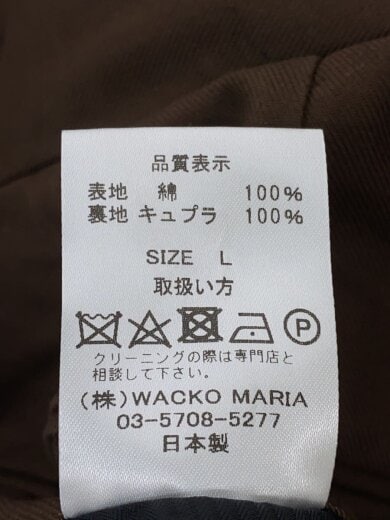 品質表示
表地 綿 100%
裏地 キュプラ 100%
SIZE L
取扱い方
P
クリーニングの際は専門店と
相談して下さい。
(株)WACKO MARIA
03-5708-5277
日本製